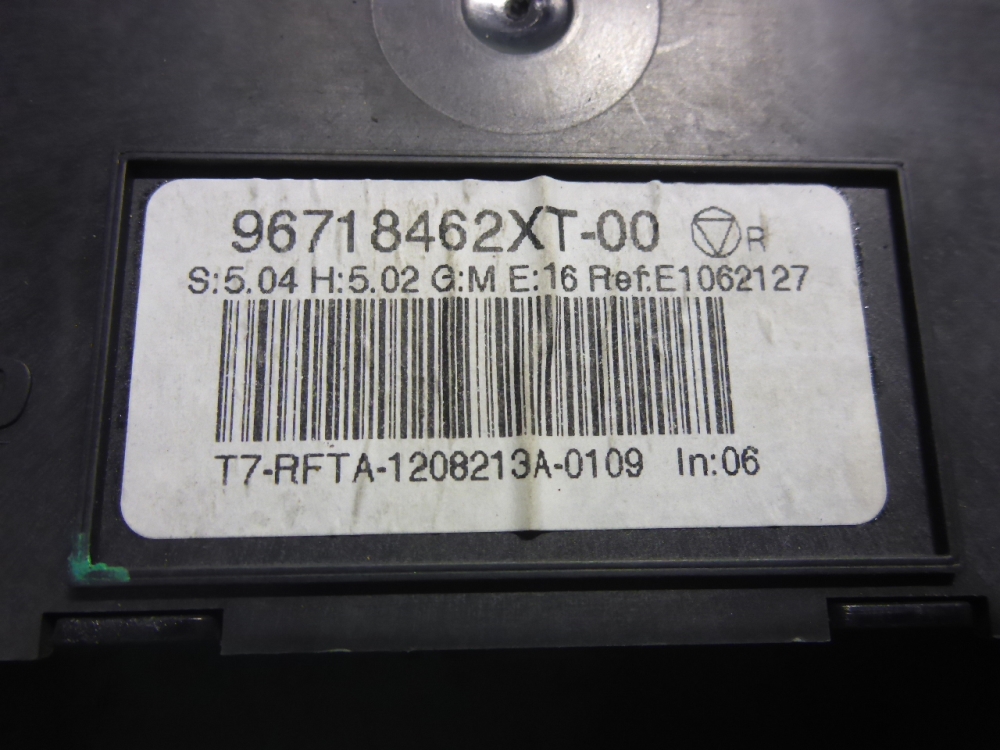 96718462XT-00 R
S:5.04 H:5.02 G:M E:16 Ref:E1062127
T7-RFTA-1208213A-0109 In:06